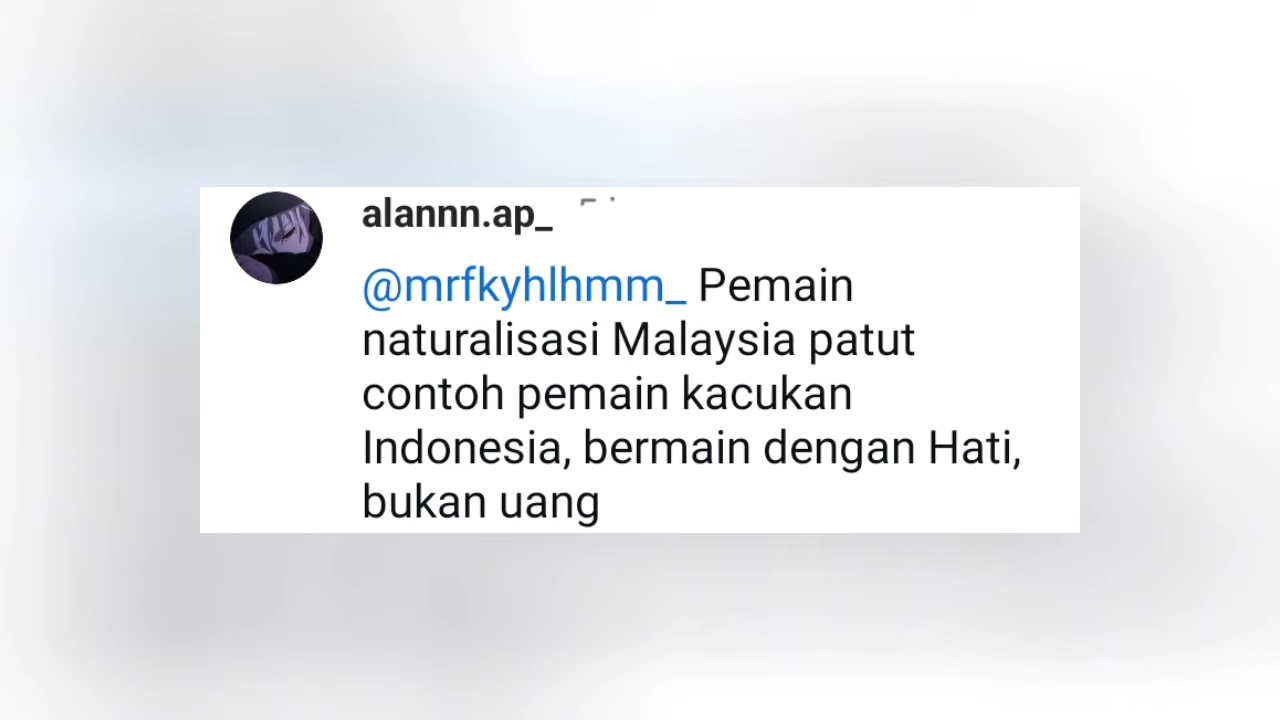 alannn.ap_
@mrfkyhlhmm_ Pemain
naturalisasi Malaysia patut
contoh pemain kacukan
Indonesia, bermain dengan Hati,
bukan uang